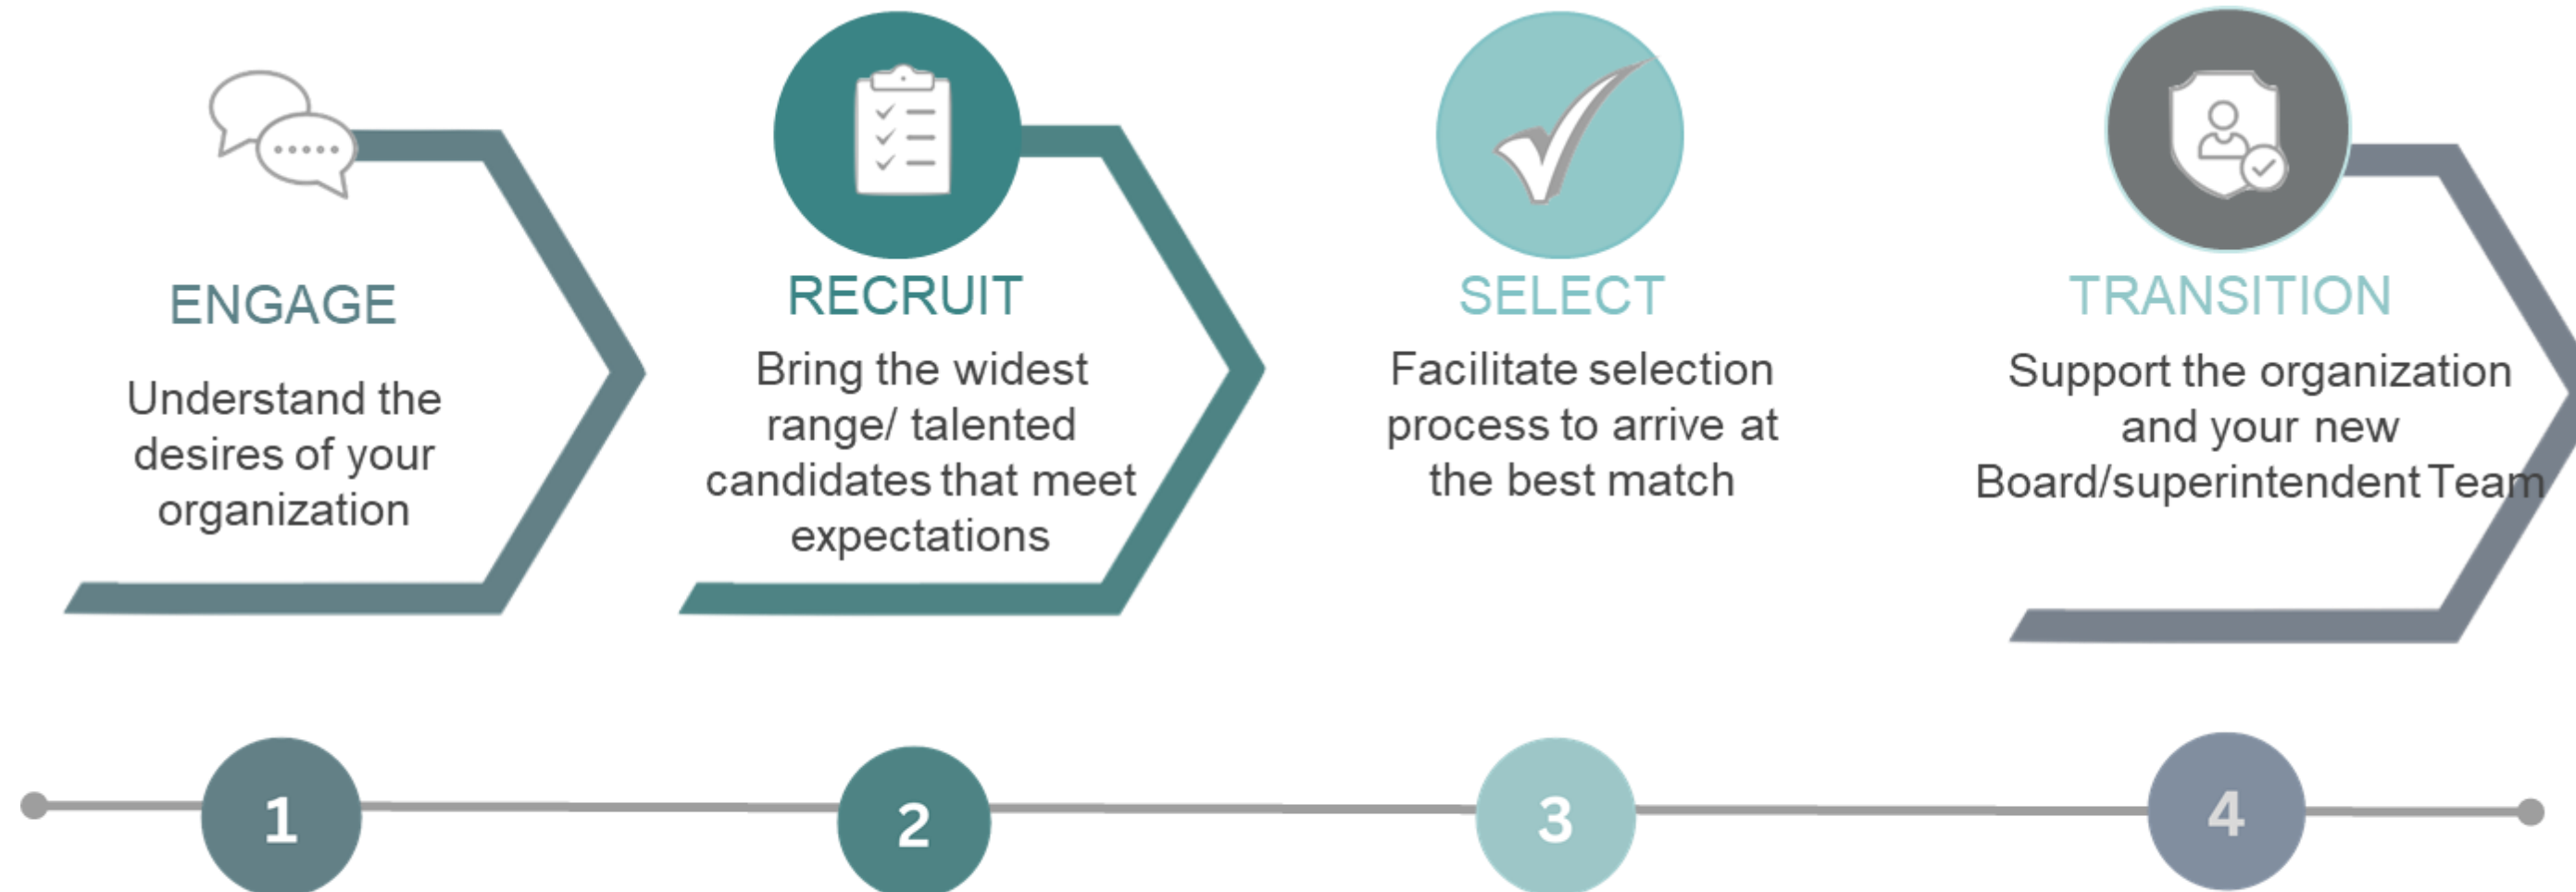 ENGAGE
Understand the
desires of your
organization
RECRUIT
Bring the widest
range/ talented
candidates that meet
expectations
SELECT
Facilitate selection
process to arrive at
the best match
TRANSITION
Support the organization
and your new
Board/superintendent Team
1
2
3
4